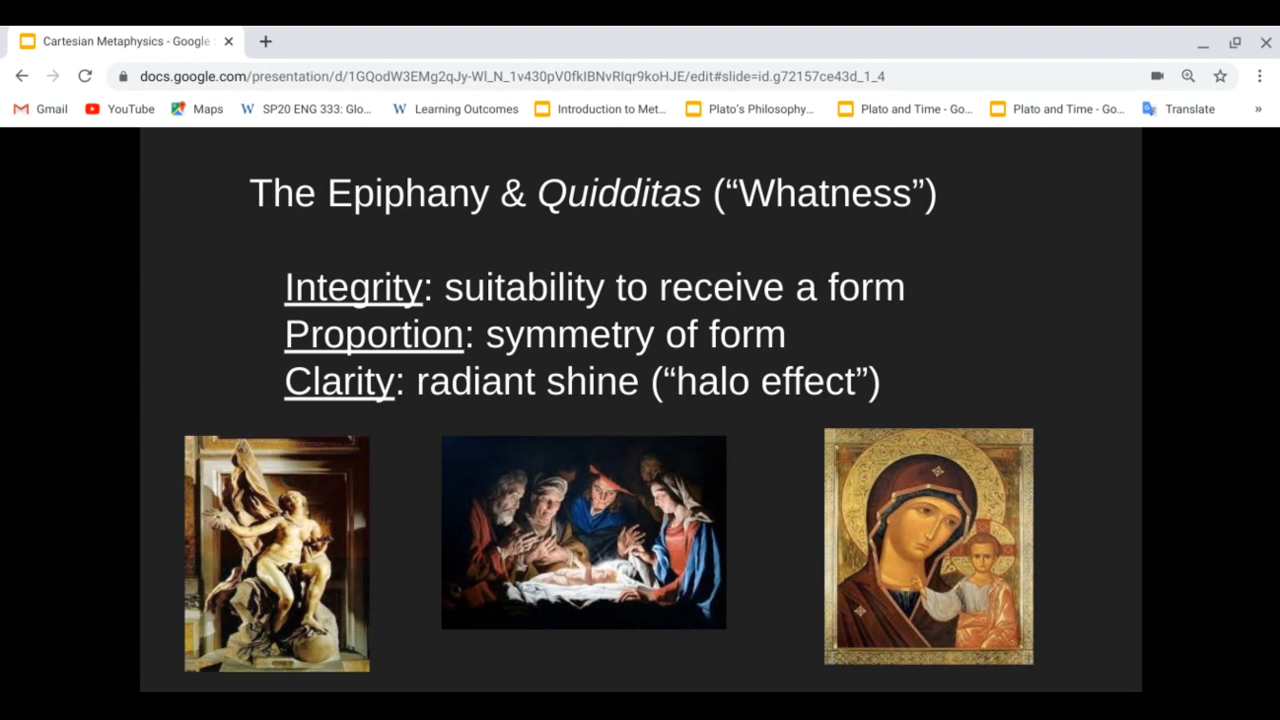 Cartesian Metaphysics - Google
docs.google.com/presentation/d/1GQodW3EMg2qJy-Wl_N_1v430pV0fkIBNvRIqr9koHJE/edit#slide=id.g72157ce43d_1_4
Gmail YouTube Maps SP20 ENG 333: Glo... Learning Outcomes Introduction to Met... Plato's Philosophy... Plato and Time - Go... Plato and Time - Go... Translate »
The Epiphany & Quidditas (“Whatness”)
Integrity: suitability to receive a form
Proportion: symmetry of form
Clarity: radiant shine (“halo effect”)